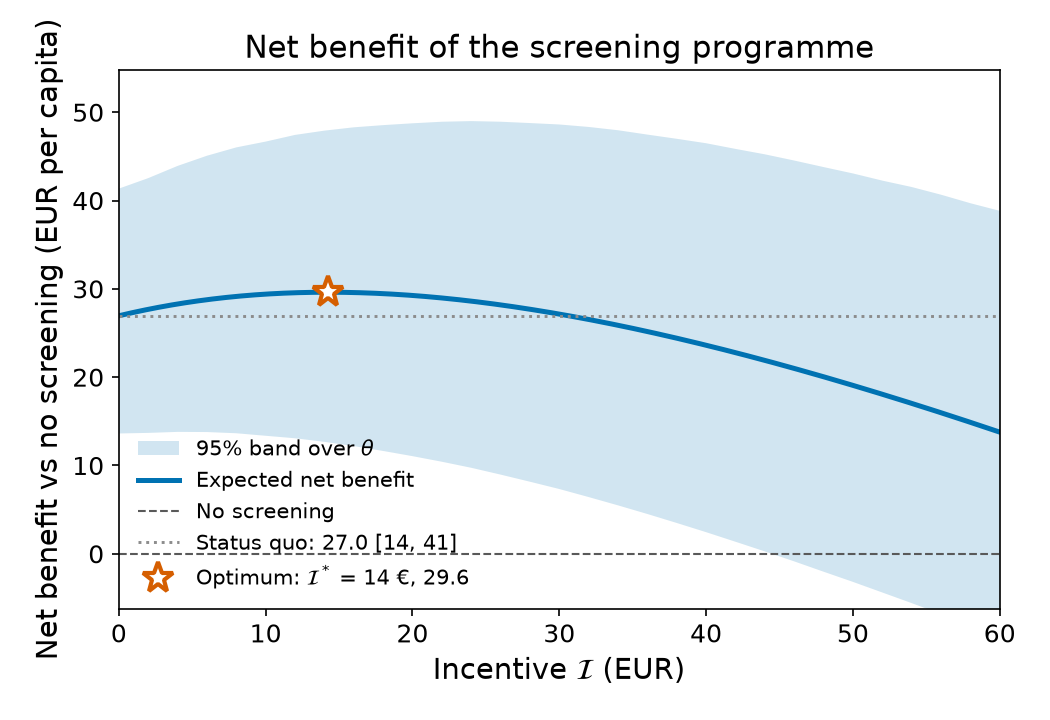 Net benefit of the screening programme
Net benefit vs no screening (EUR per capita)
50
40
30
20
10
0
95% band over θ
Expected net benefit
No screening
Status quo: 27.0 [14, 41]
Optimum: ℐ* = 14 €, 29.6
0 10 20 30 40 50 60
Incentive ℐ (EUR)